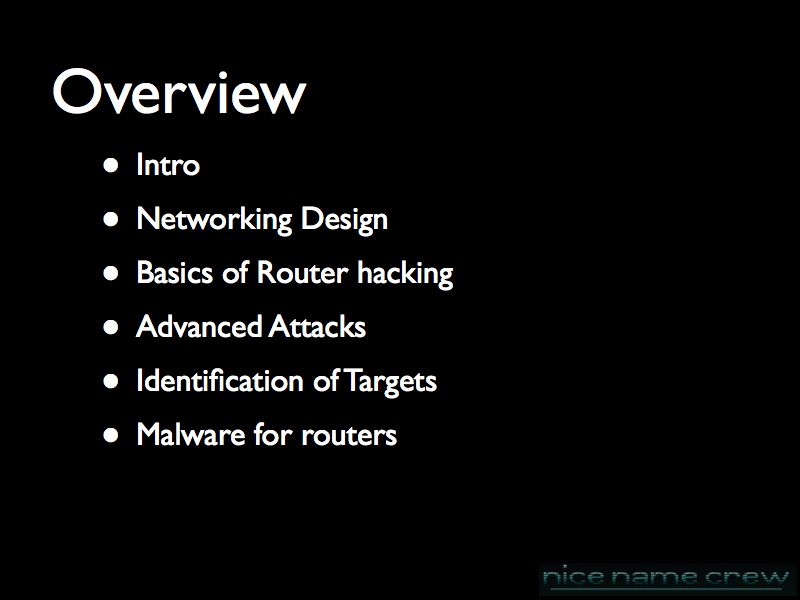 Overview
• Intro
• Networking Design
• Basics of Router hacking
• Advanced Attacks
• Identification of Targets
• Malware for routers
nice name crew